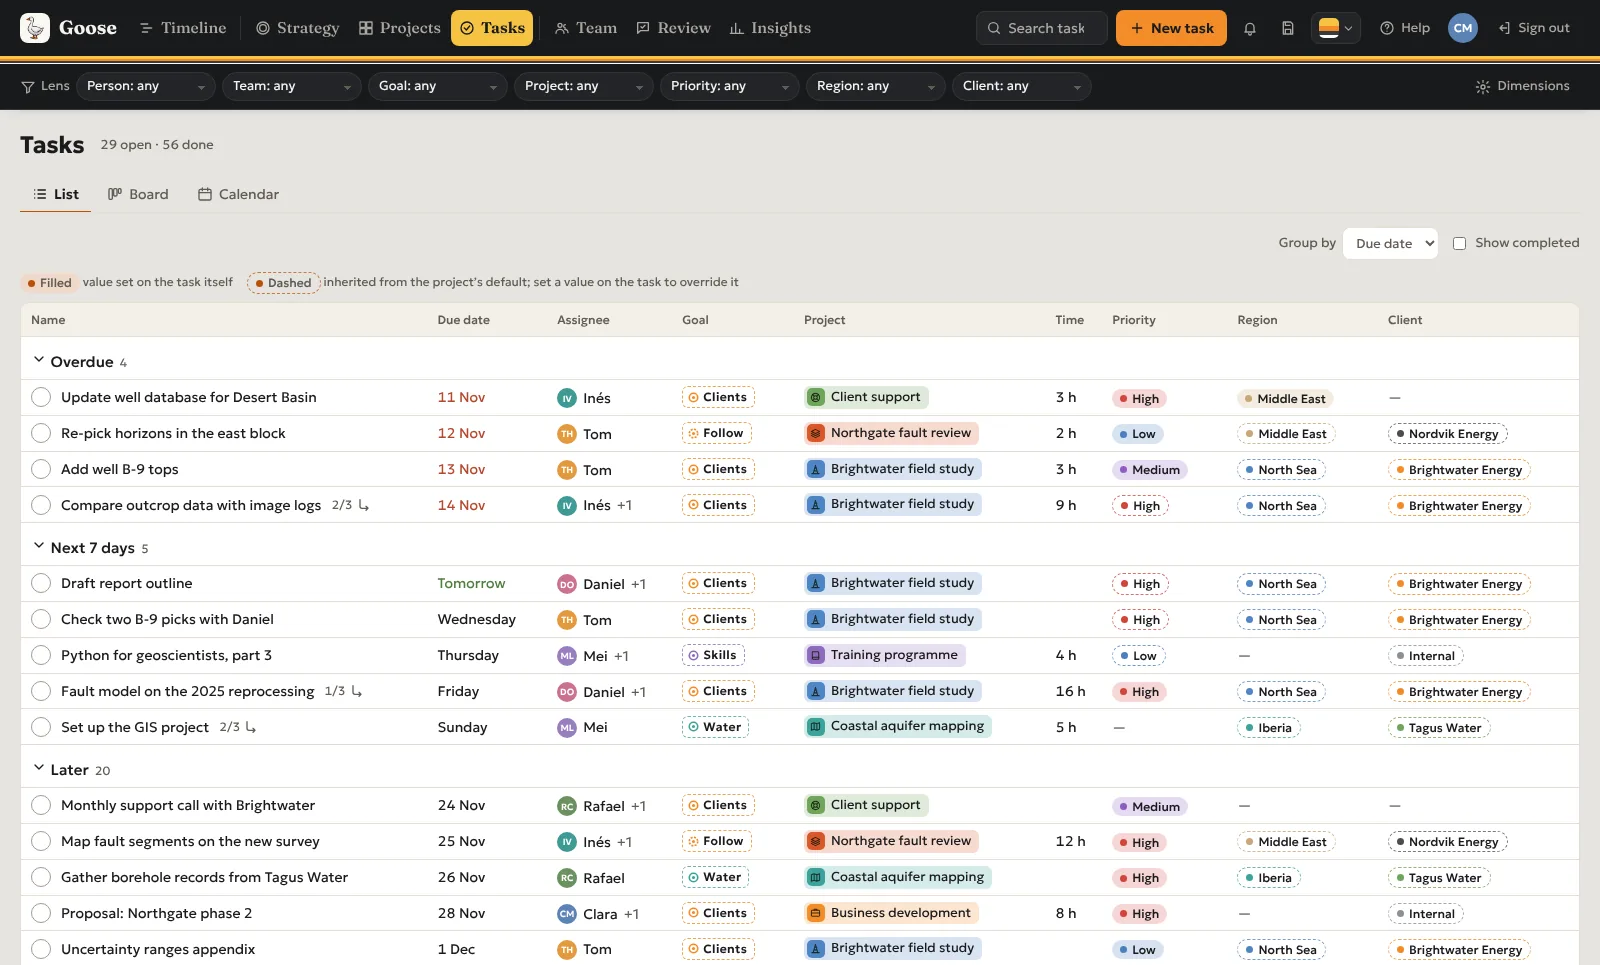 Goose Timeline Strategy Projects Tasks Team Review Insights Search task + New task Help CM Sign out
Lens Person: any Team: any Goal: any Project: any Priority: any Region: any Client: any Dimensions
Tasks 29 open · 56 done
List Board Calendar
Group by Due date Show completed
Filled value set on the task itself Dashed inherited from the project's default; set a value on the task to override it
Name Due date Assignee Goal Project Time Priority Region Client
Overdue 4
Update well database for Desert Basin 11 Nov IV Inés Clients Client support 3 h High Middle East —
Re-pick horizons in the east block 12 Nov TH Tom Follow Northgate fault review 2 h Low Middle East Nordvik Energy
Add well B-9 tops 13 Nov TH Tom Clients Brightwater field study 3 h Medium North Sea Brightwater Energy
Compare outcrop data with image logs 2/3 14 Nov IV Inés +1 Clients Brightwater field study 9 h High North Sea Brightwater Energy
Next 7 days 5
Draft report outline Tomorrow DO Daniel +1 Clients Brightwater field study High North Sea Brightwater Energy
Check two B-9 picks with Daniel Wednesday TH Tom Clients Brightwater field study High North Sea Brightwater Energy
Python for geoscientists, part 3 Thursday ML Mei +1 Skills Training programme 4 h Low — Internal
Fault model on the 2025 reprocessing 1/3 Friday DO Daniel +1 Clients Brightwater field study 16 h High North Sea Brightwater Energy
Set up the GIS project 2/3 Sunday ML Mei Water Coastal aquifer mapping 5 h — Iberia Tagus Water
Later 20
Monthly support call with Brightwater 24 Nov RC Rafael +1 Clients Client support Medium — —
Map fault segments on the new survey 25 Nov IV Inés +1 Follow Northgate fault review 12 h High Middle East Nordvik Energy
Gather borehole records from Tagus Water 26 Nov RC Rafael Water Coastal aquifer mapping High Iberia Tagus Water
Proposal: Northgate phase 2 28 Nov CM Clara +1 Clients Business development 8 h High — Internal
Uncertainty ranges appendix 1 Dec TH Tom Clients Brightwater field study Low North Sea Brightwater Energy